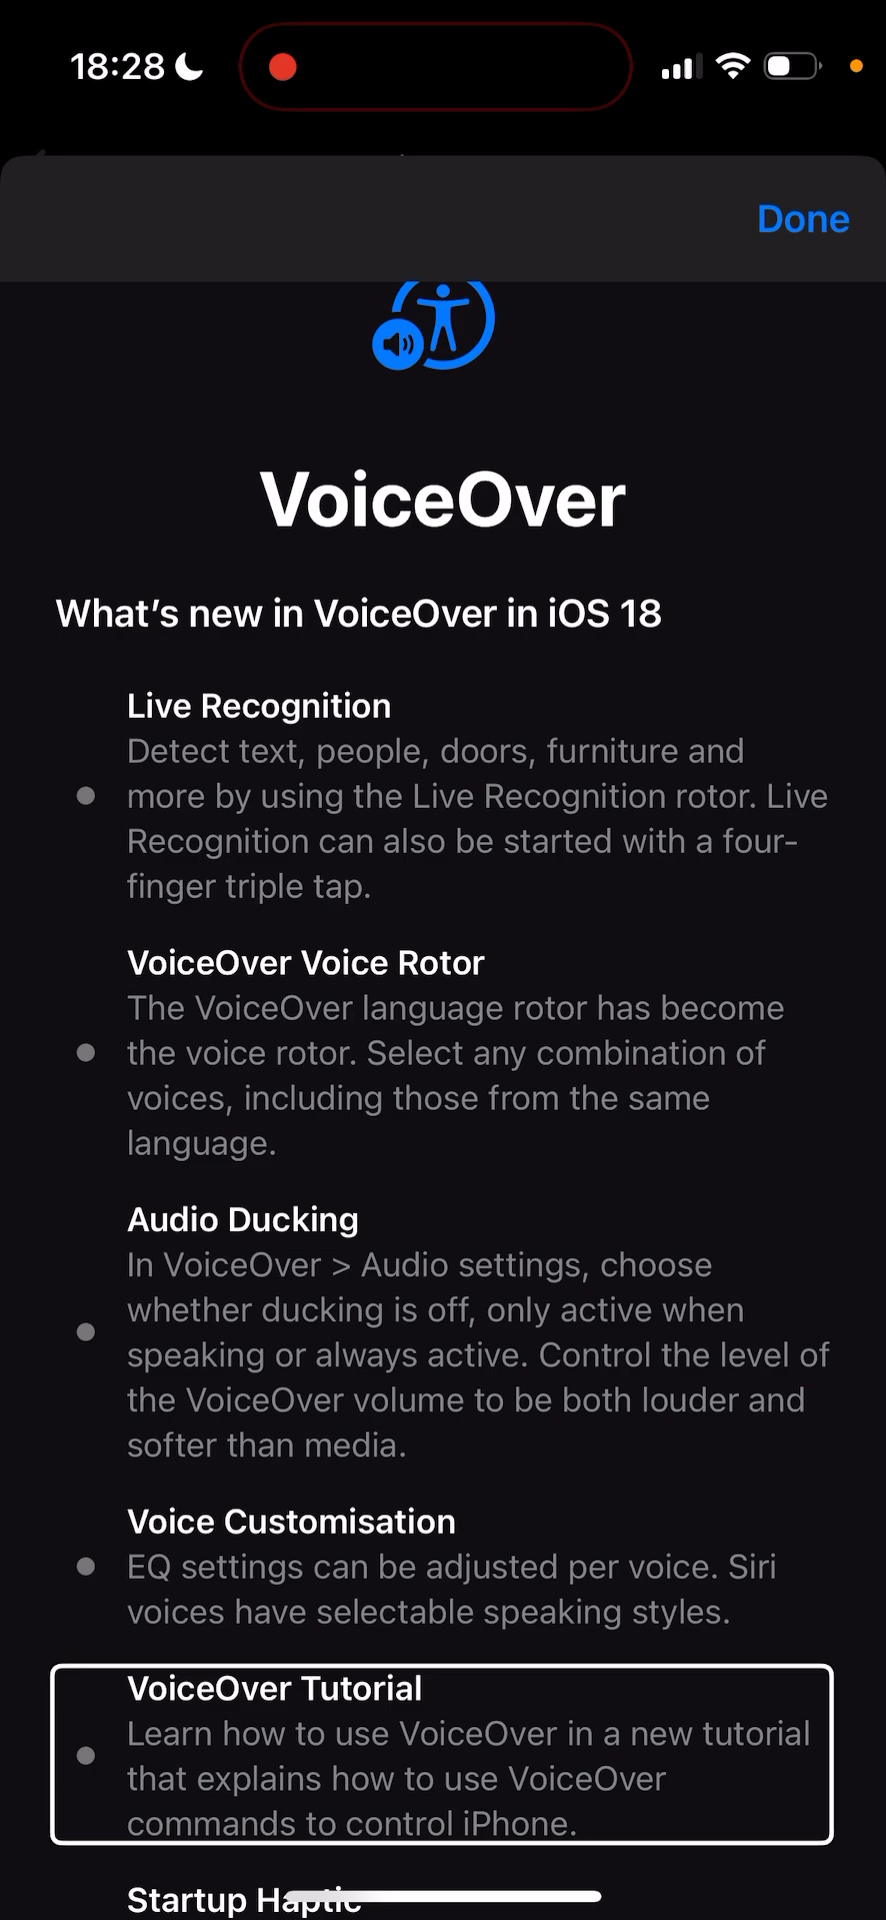 18:28
Done
VoiceOver
What’s new in VoiceOver in iOS 18
Live Recognition
Detect text, people, doors, furniture and
more by using the Live Recognition rotor. Live
Recognition can also be started with a four-
finger triple tap.
VoiceOver Voice Rotor
The VoiceOver language rotor has become
the voice rotor. Select any combination of
voices, including those from the same
language.
Audio Ducking
In VoiceOver > Audio settings, choose
whether ducking is off, only active when
speaking or always active. Control the level of
the VoiceOver volume to be both louder and
softer than media.
Voice Customisation
EQ settings can be adjusted per voice. Siri
voices have selectable speaking styles.
VoiceOver Tutorial
Learn how to use VoiceOver in a new tutorial
that explains how to use VoiceOver
commands to control iPhone.
Startup Haptic